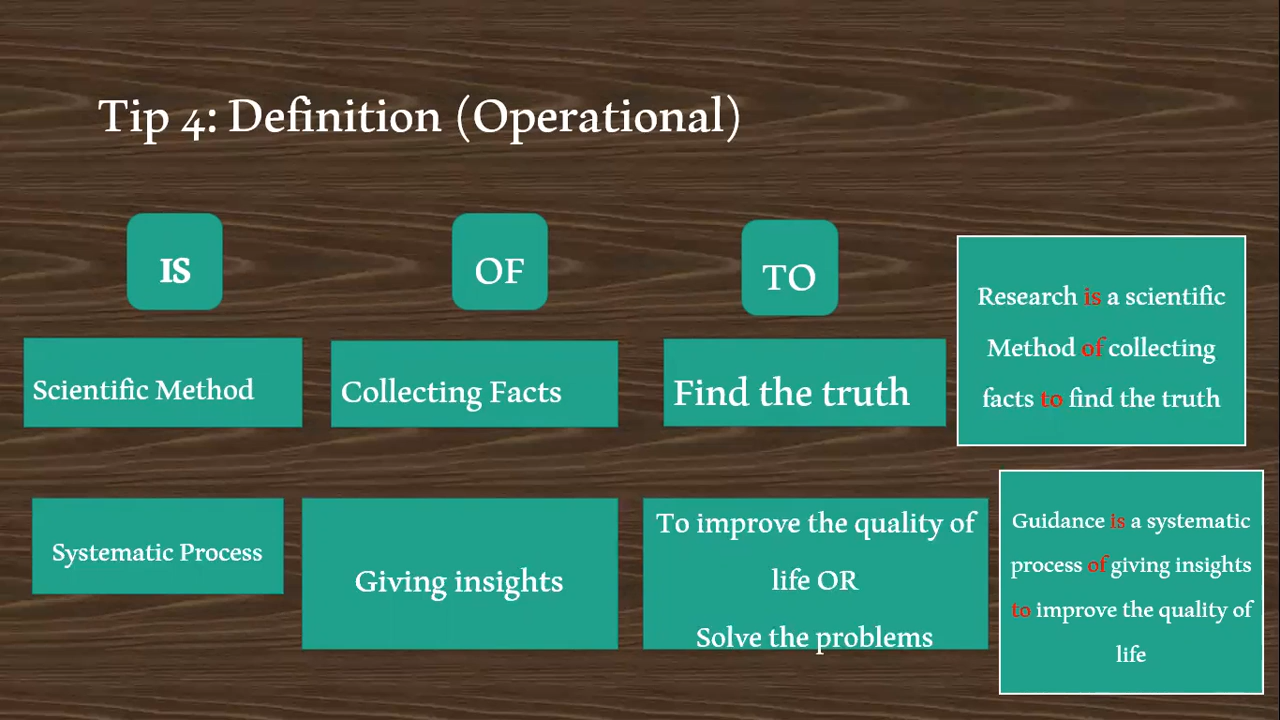 Tip 4: Definition (Operational)
IS
OF
TO
Scientific Method
Collecting Facts
Find the truth
Research is a scientific
Method of collecting
facts to find the truth
Systematic Process
Giving insights
To improve the quality of
life OR
Solve the problems
Guidance is a systematic
process of giving insights
to improve the quality of
life